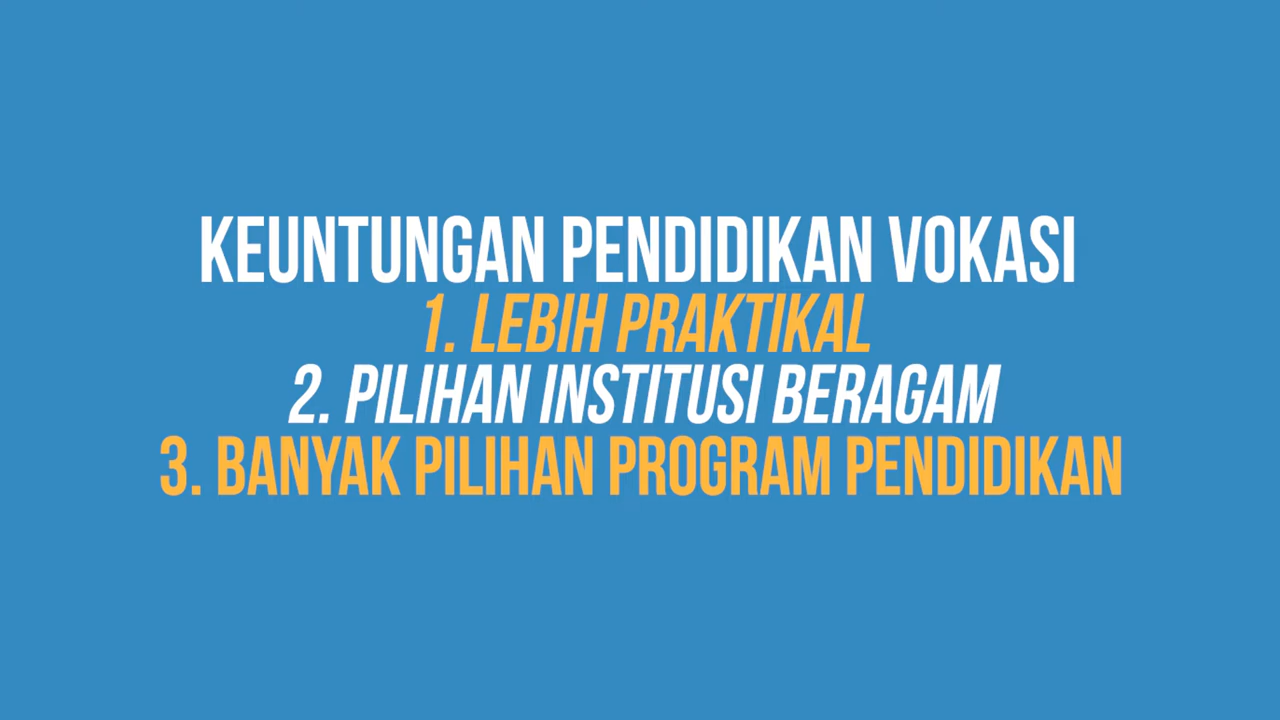 KEUNTUNGAN PENDIDIKAN VOKASI
1. LEBIH PRAKTIKAL
2. PILIHAN INSTITUSI BERAGAM
3. BANYAK PILIHAN PROGRAM PENDIDIKAN